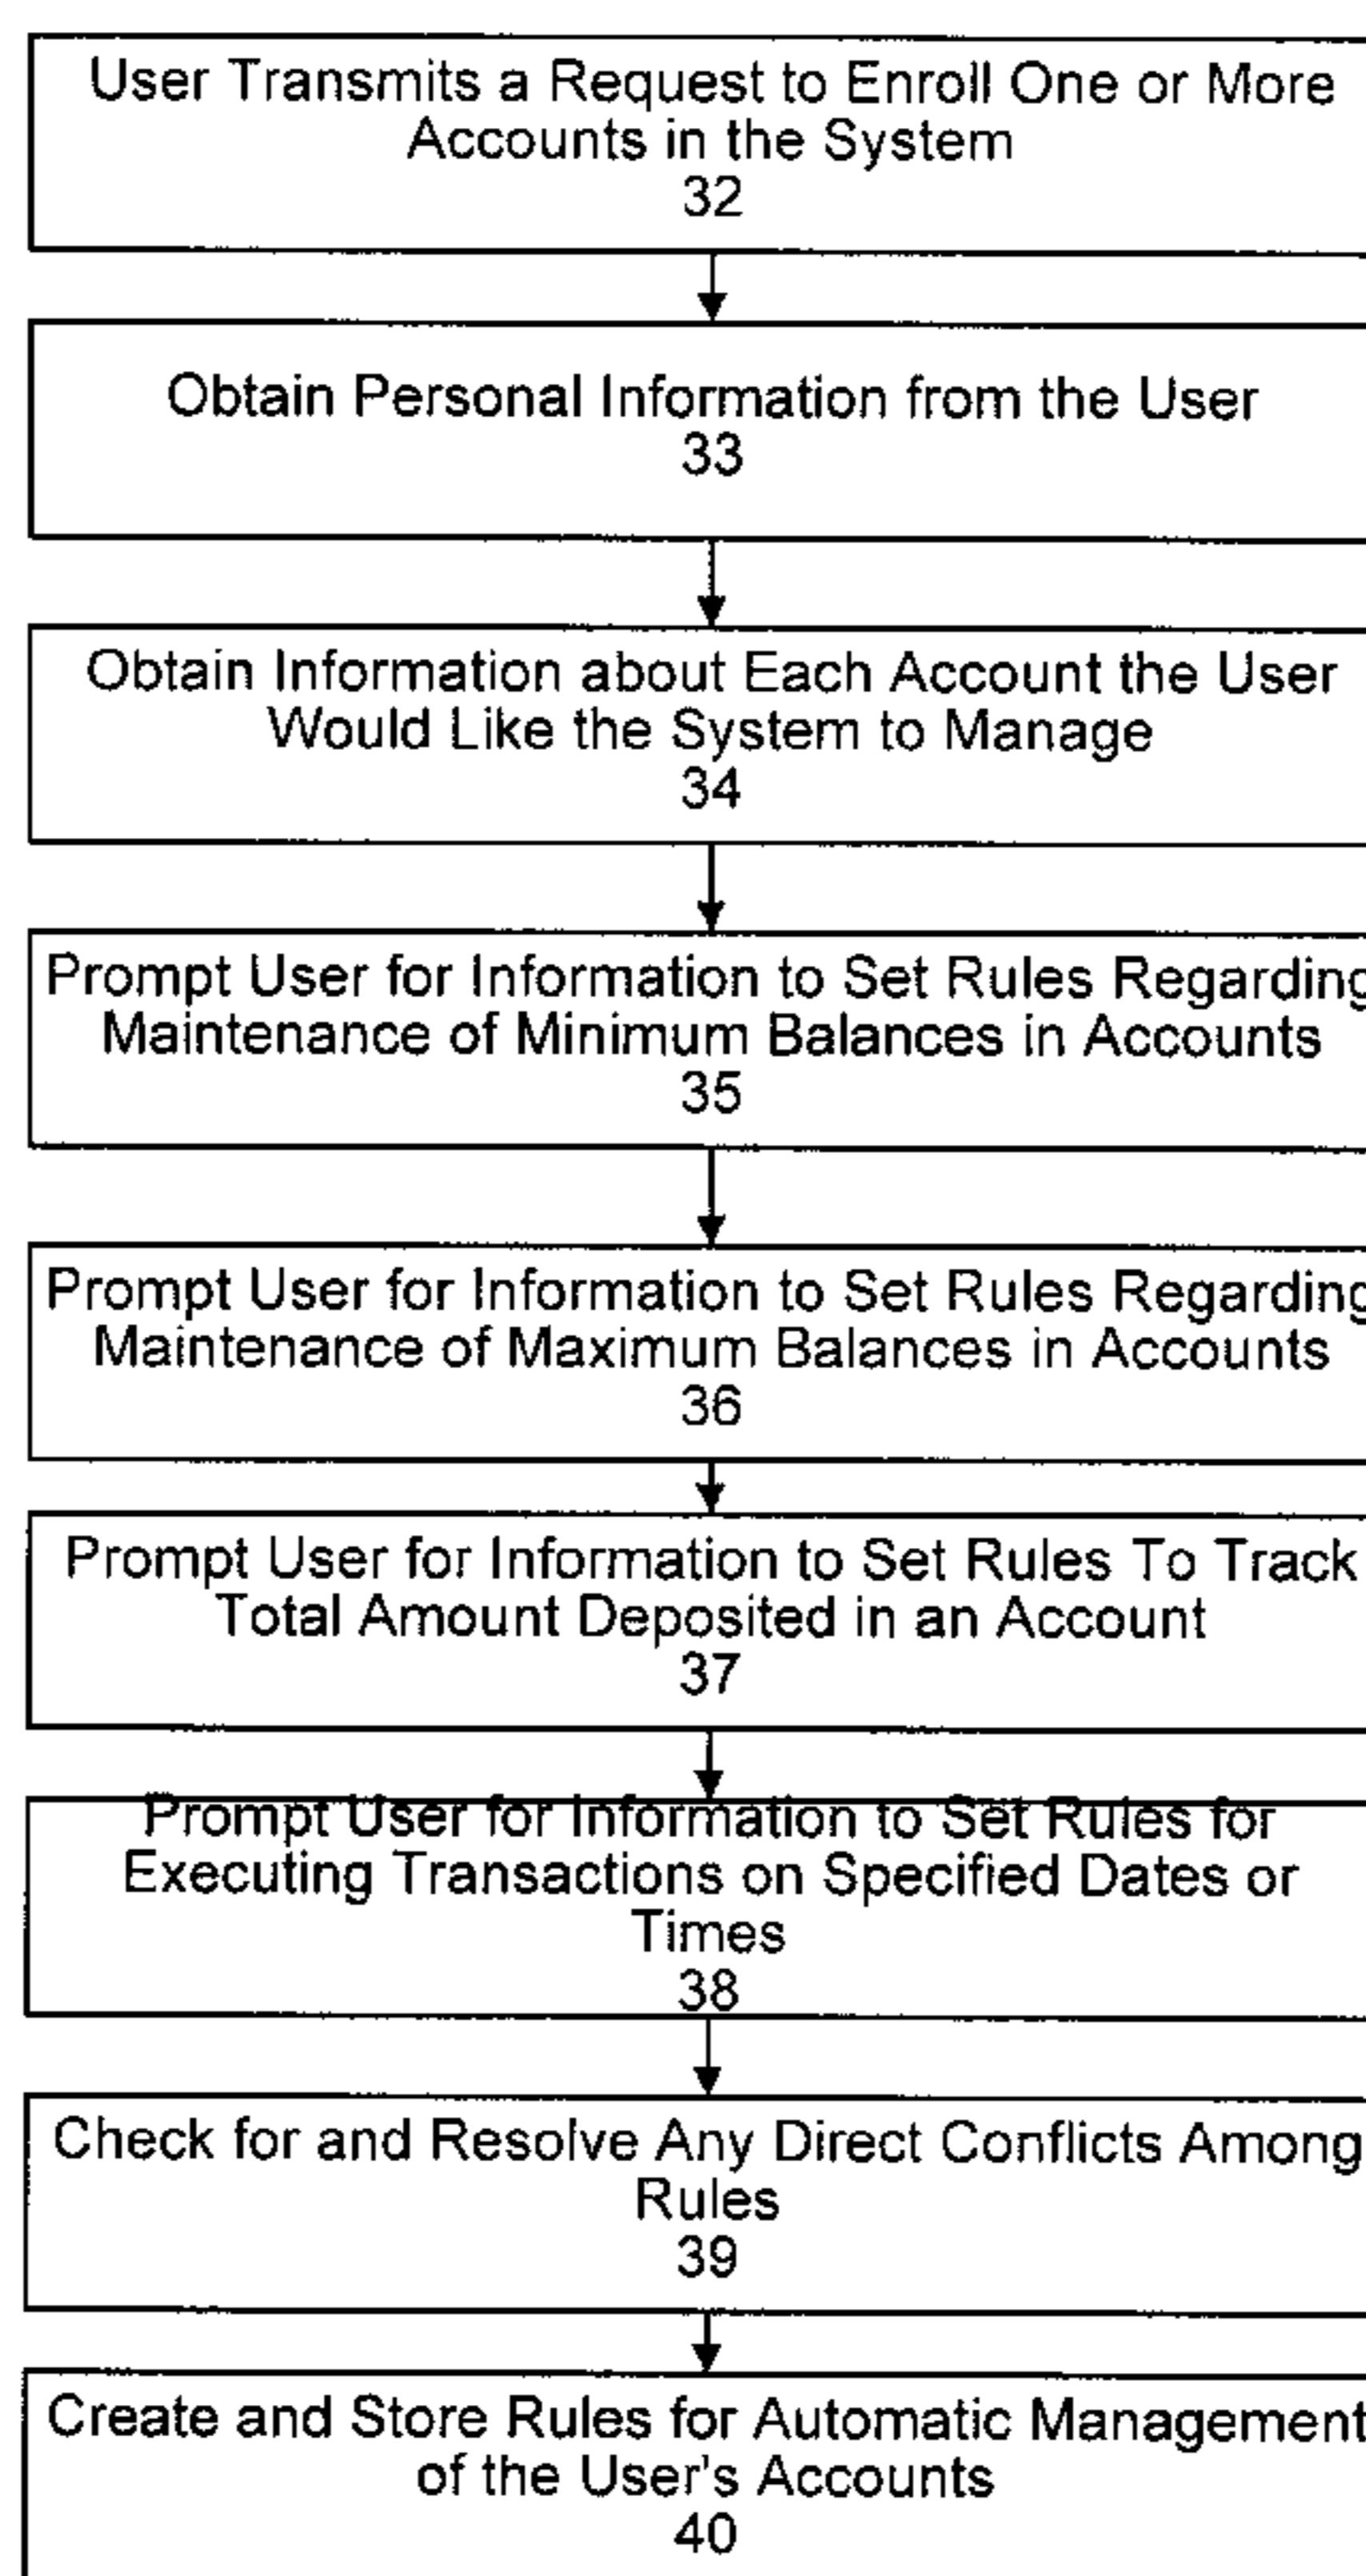 User Transmits a Request to Enroll One or More
Accounts in the System
32
Obtain Personal Information from the User
33
Obtain Information about Each Account the User
Would Like the System to Manage
34
Prompt User for Information to Set Rules Regarding
Maintenance of Minimum Balances in Accounts
35
Prompt User for Information to Set Rules Regarding
Maintenance of Maximum Balances in Accounts
36
Prompt User for Information to Set Rules To Track
Total Amount Deposited in an Account
37
Prompt User for Information to Set Rules for
Executing Transactions on Specified Dates or
Times
38
Check for and Resolve Any Direct Conflicts Among
Rules
39
Create and Store Rules for Automatic Management
of the User's Accounts
40